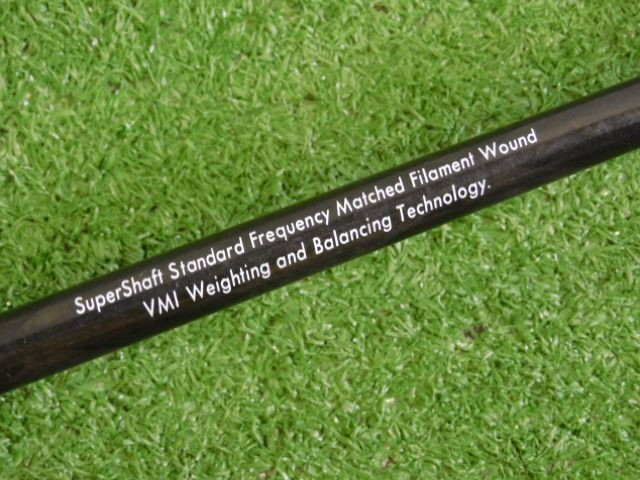 SuperShaft Standard Frequency Matched Filament Wound
VMI Weighting and Balancing Technology.